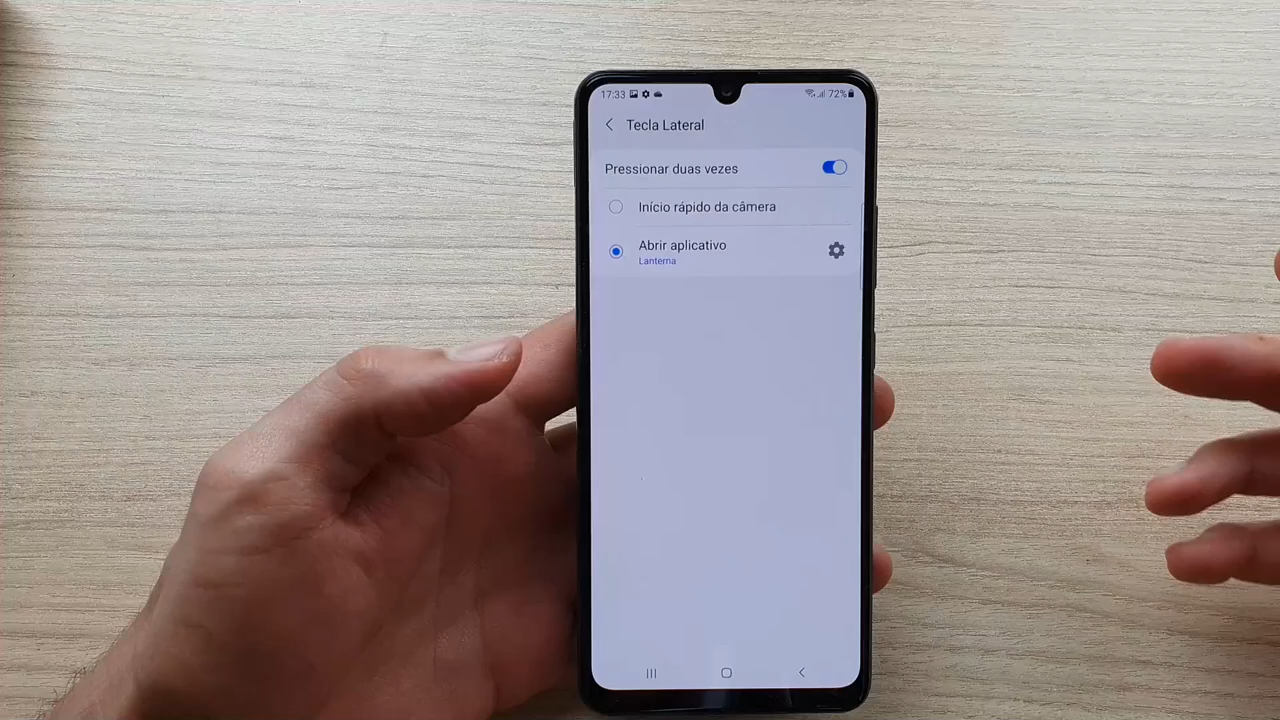 17:33 72%
Tecla Lateral
Pressionar duas vezes
Início rápido da câmera
Abrir aplicativo
Lanterna